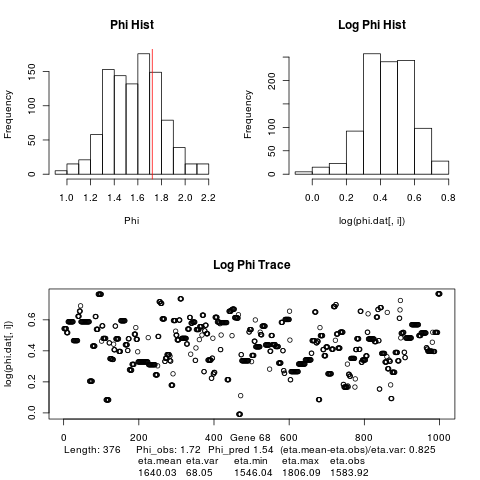 Phi Hist
Log Phi Hist
Frequency
0 50 100 150
1.0 1.2 1.4 1.6 1.8 2.0 2.2
Phi
Frequency
0 50 100 200
0.0 0.2 0.4 0.6 0.8
log(phi.dat[, i])
Log Phi Trace
log(phi.dat[, i])
0.0 0.2 0.4 0.6
0 200 400 600 800 1000
Gene 68
Length: 376 Phi_obs: 1.72 Phi_pred 1.54 (eta.mean-eta.obs)/eta.var: 0.825
eta.mean eta.var eta.min eta.max eta.obs
1640.03 68.05 1546.04 1806.09 1583.92